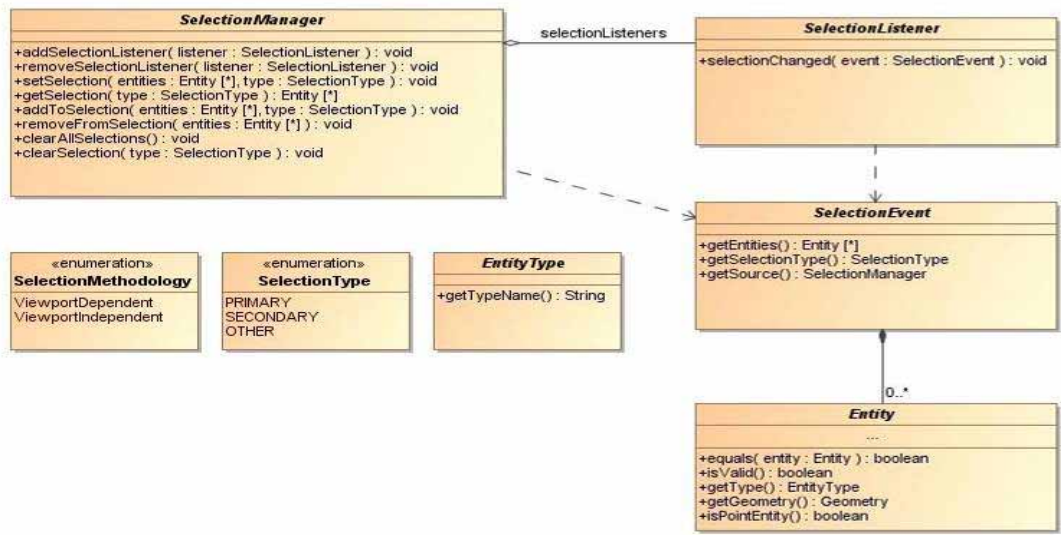 SelectionManager
+addSelectionListener( listener : SelectionListener ) : void
+removeSelectionListener( listener : SelectionListener ) : void
+setSelection( entities : Entity [*], type : SelectionType ) : void
+getSelection( type : SelectionType ) : Entity [*]
+addToSelection( entities : Entity [*], type : SelectionType ) : void
+removeFromSelection( entities : Entity [*] ) : void
+clearAllSelections() : void
+clearSelection( type : SelectionType ) : void
selectionListeners
SelectionListener
+selectionChanged( event : SelectionEvent ) : void
SelectionEvent
+getEntities() : Entity [*]
+getSelectionType() : SelectionType
+getSource() : SelectionManager
«enumeration»
SelectionMethodology
ViewportDependent
ViewportIndependent
«enumeration»
SelectionType
PRIMARY
SECONDARY
OTHER
EntityType
+getTypeName() : String
0..*
Entity
...
+equals( entity : Entity ) : boolean
+isValid() : boolean
+getType() : EntityType
+getGeometry() : Geometry
+isPointEntity() : boolean